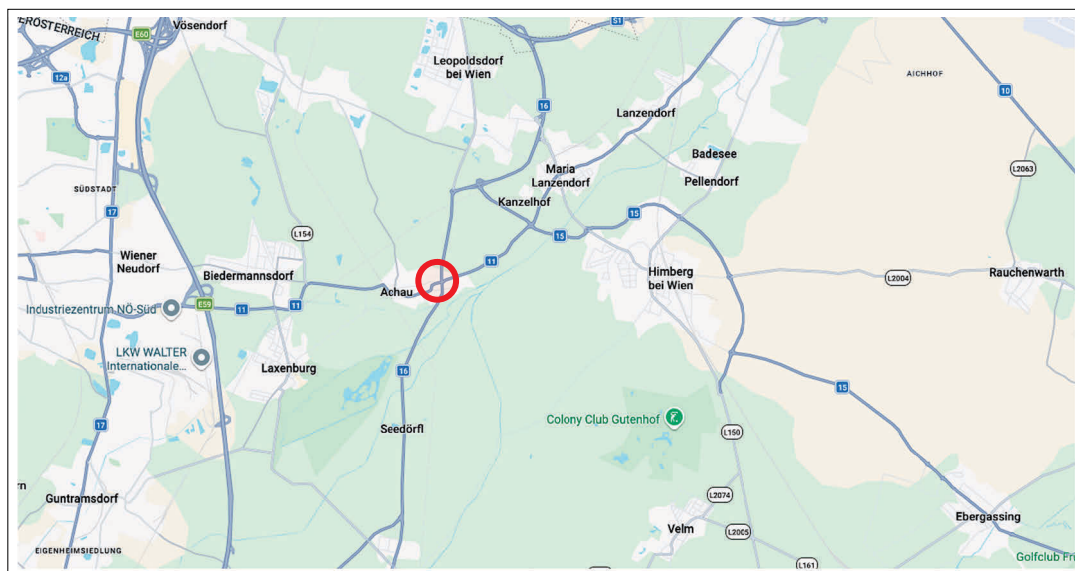 ERÖSTERREICH
Vösendorf
E60
S1
12a
Leopoldsdorf
bei Wien
AICHHOF
16
Lanzendorf
10
Badesee
Pellendorf
Maria
Lanzendorf
L2063
SÜDSTADT
17
Kanzelhof
15
15
L154
Wiener
Neudorf
Biedermannsdorf
11
Himberg
bei Wien
L2004
Rauchenwarth
Achau
Industriezentrum NÖ-Süd
E59
11
11
LKW WALTER
Internationale...
Laxenburg
16
15
Colony Club Gutenhof
17
Seedörfl
L150
rn
Guntramsdorf
L2074
Velm
L2005
Ebergassing
EIGENHEIMSIEDLUNG
Golfclub Fr
L161